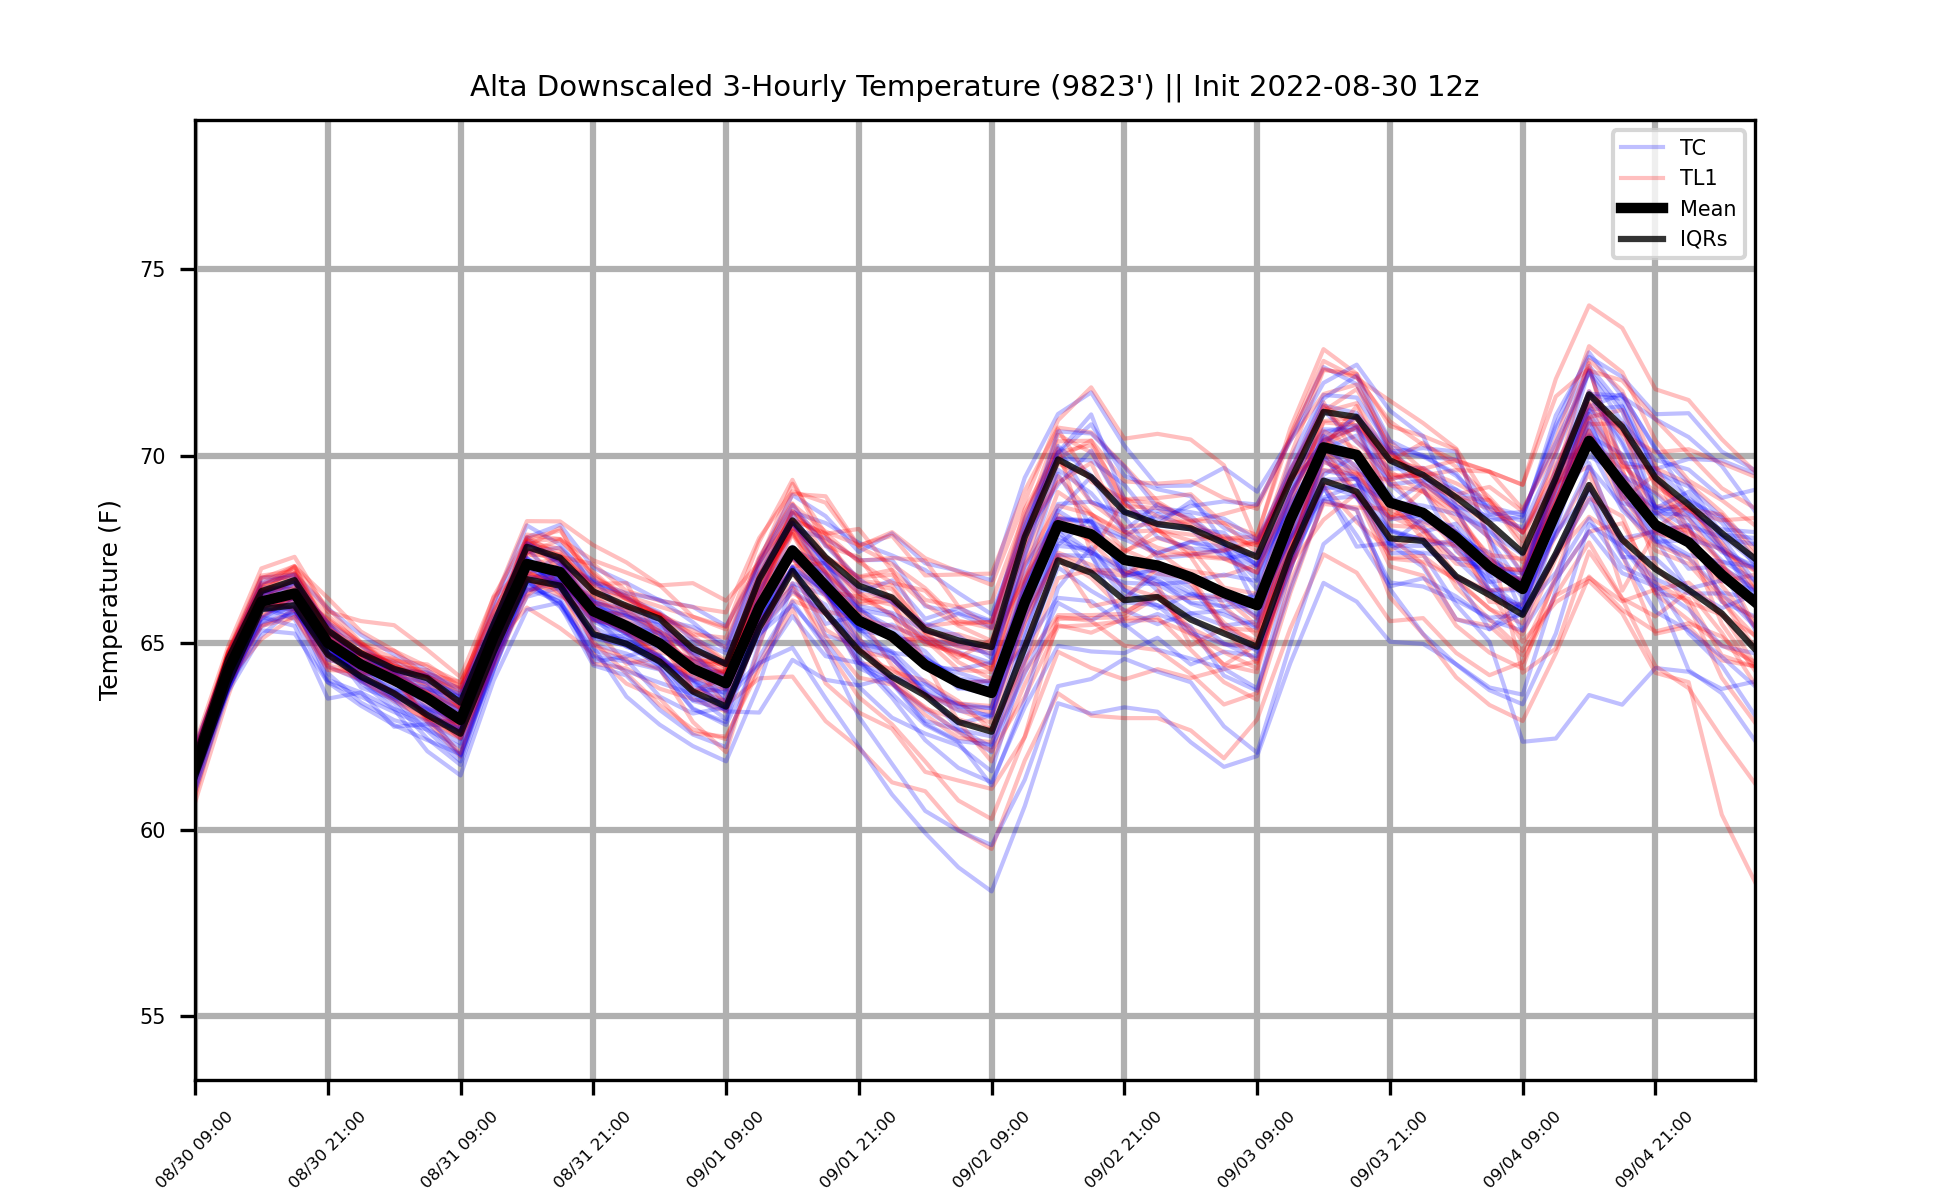 Alta Downscaled 3-Hourly Temperature (9823') || Init 2022-08-30 12z
TC
TL1
Mean
IQRs
Temperature (F)
75
70
65
60
55
08/30 09:00
08/30 21:00
08/31 09:00
08/31 21:00
09/01 09:00
09/01 21:00
09/02 09:00
09/02 21:00
09/03 09:00
09/03 21:00
09/04 09:00
09/04 21:00